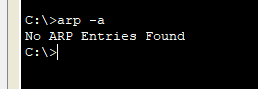 C:\>arp -a
No ARP Entries Found
C:\>